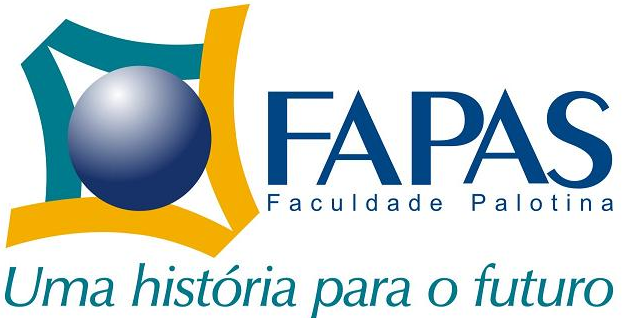 FAPAS
Faculdade Palotina
Uma história para o futuro